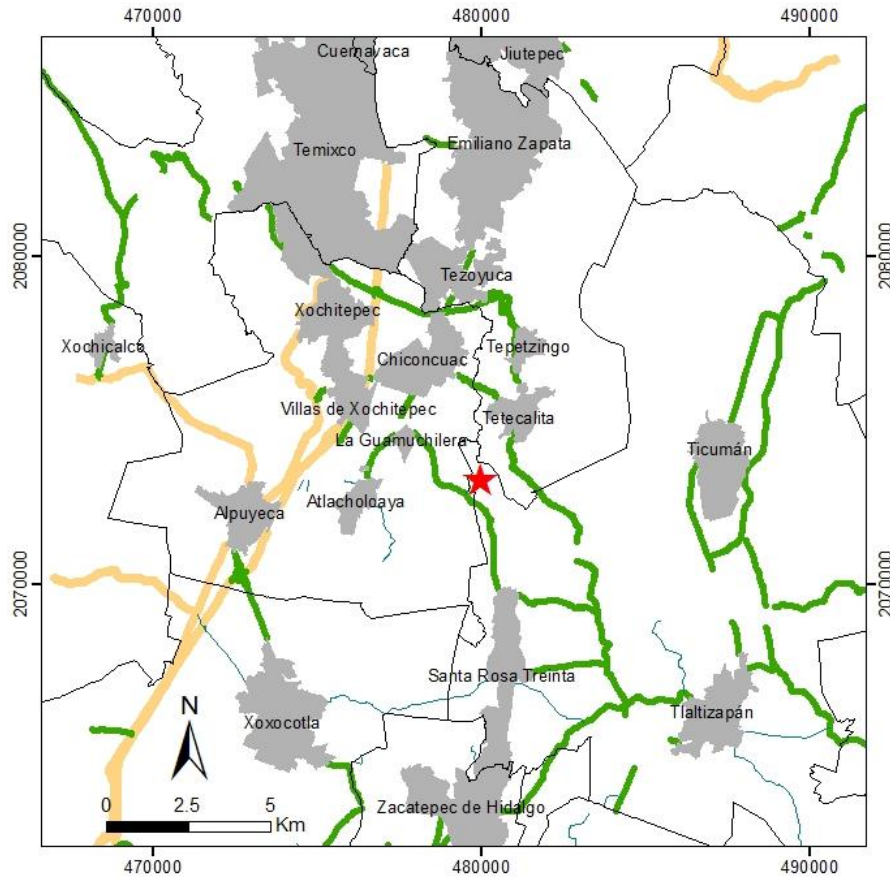 470000
480000
490000
Cuernavaca
Jiutepec
Temixco
Emiliano Zapata
2080000
2080000
Tezoyuca
Xochitepec
Xochicalco
Chiconcuac
Tepetzingo
Villas de Xochitepec
Tetecalita
La Guamuchilera
Ticumán
Alpuyeca
Atlacholoaya
2070000
2070000
Santa Rosa Treinta
N
Xoxocotla
Tlaltizapán
0 2.5 5
Km
Zacatepec de Hidalgo
470000
480000
490000